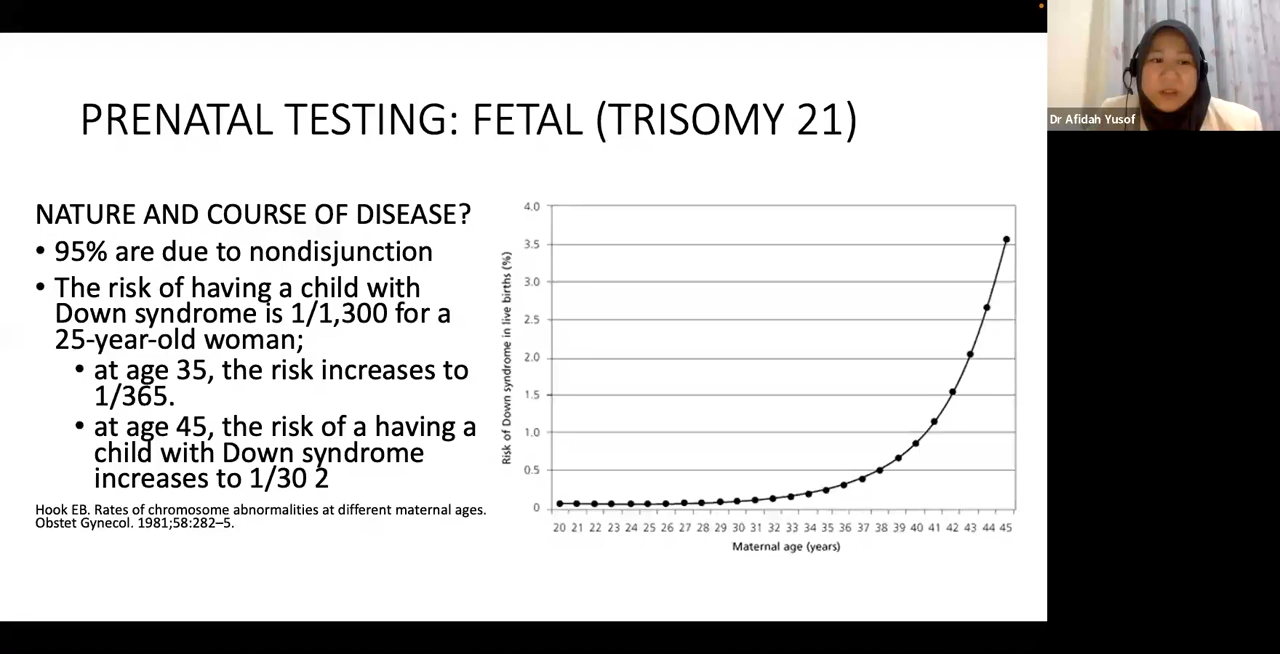 PRENATAL TESTING: FETAL (TRISOMY 21)
NATURE AND COURSE OF DISEASE?
• 95% are due to nondisjunction
• The risk of having a child with
Down syndrome is 1/1,300 for a
25-year-old woman;
• at age 35, the risk increases to
1/365.
• at age 45, the risk of a having a
child with Down syndrome
increases to 1/30 2
Hook EB. Rates of chromosome abnormalities at different maternal ages.
Obstet Gynecol. 1981;58:282–5.
Risk of Down syndrome in live births (%)
4.0
3.5
3.0
2.5
2.0
1.5
1.0
0.5
0
20 21 22 23 24 25 26 27 28 29 30 31 32 33 34 35 36 37 38 39 40 41 42 43 44 45
Maternal age (years)
Dr Afidah Yusof